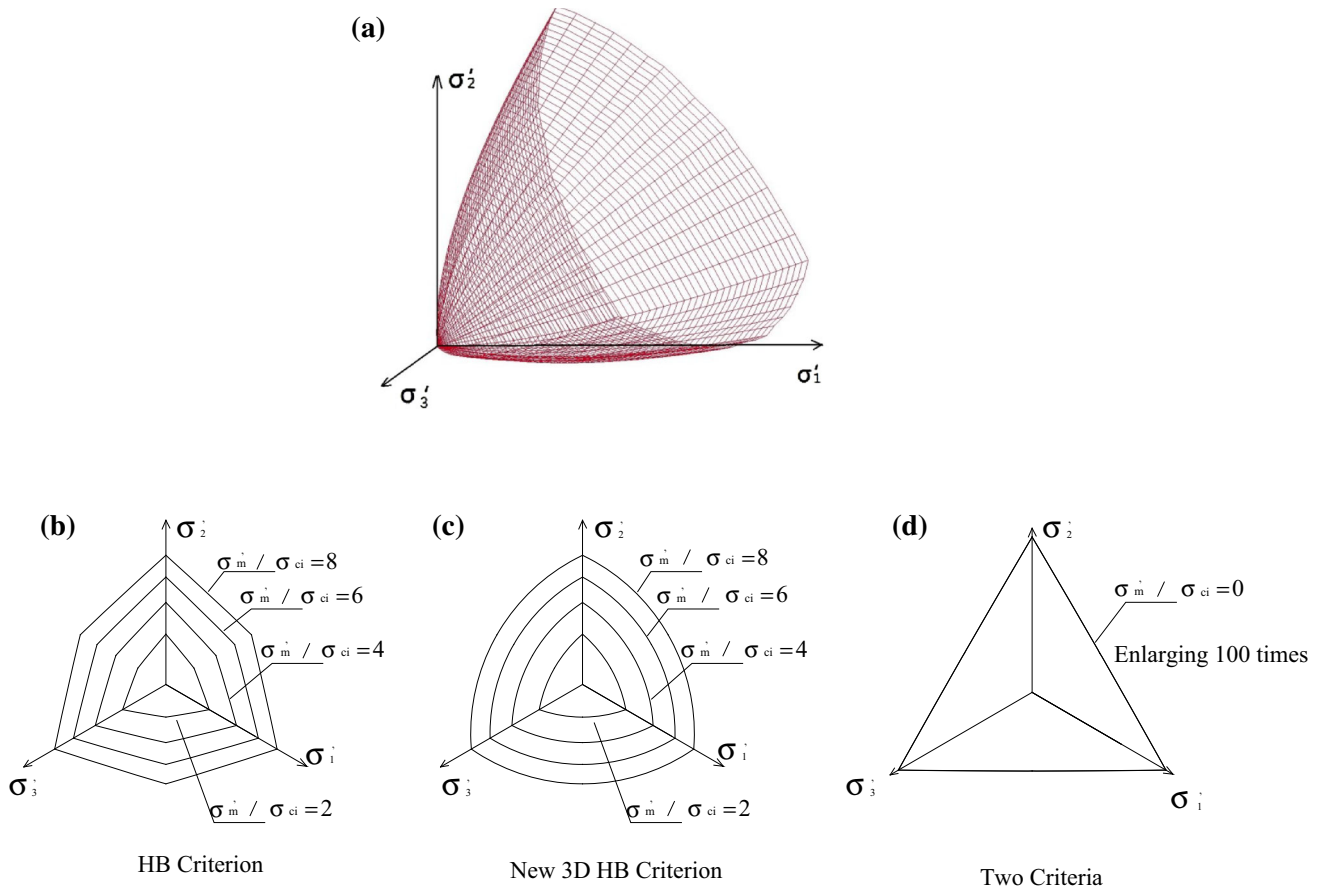 (a)
σ′2
σ′1
σ′3
(b)
σ′2
σ′m / σci=8
σ′m / σci=6
σ′m / σci=4
σ′1
σ′3
σ′m / σci=2
HB Criterion
(c)
σ′2
σ′m / σci=8
σ′m / σci=6
σ′m / σci=4
σ′1
σ′3
σ′m / σci=2
New 3D HB Criterion
(d)
σ′2
σ′m / σci=0
Enlarging 100 times
σ′3
σ′1
Two Criteria